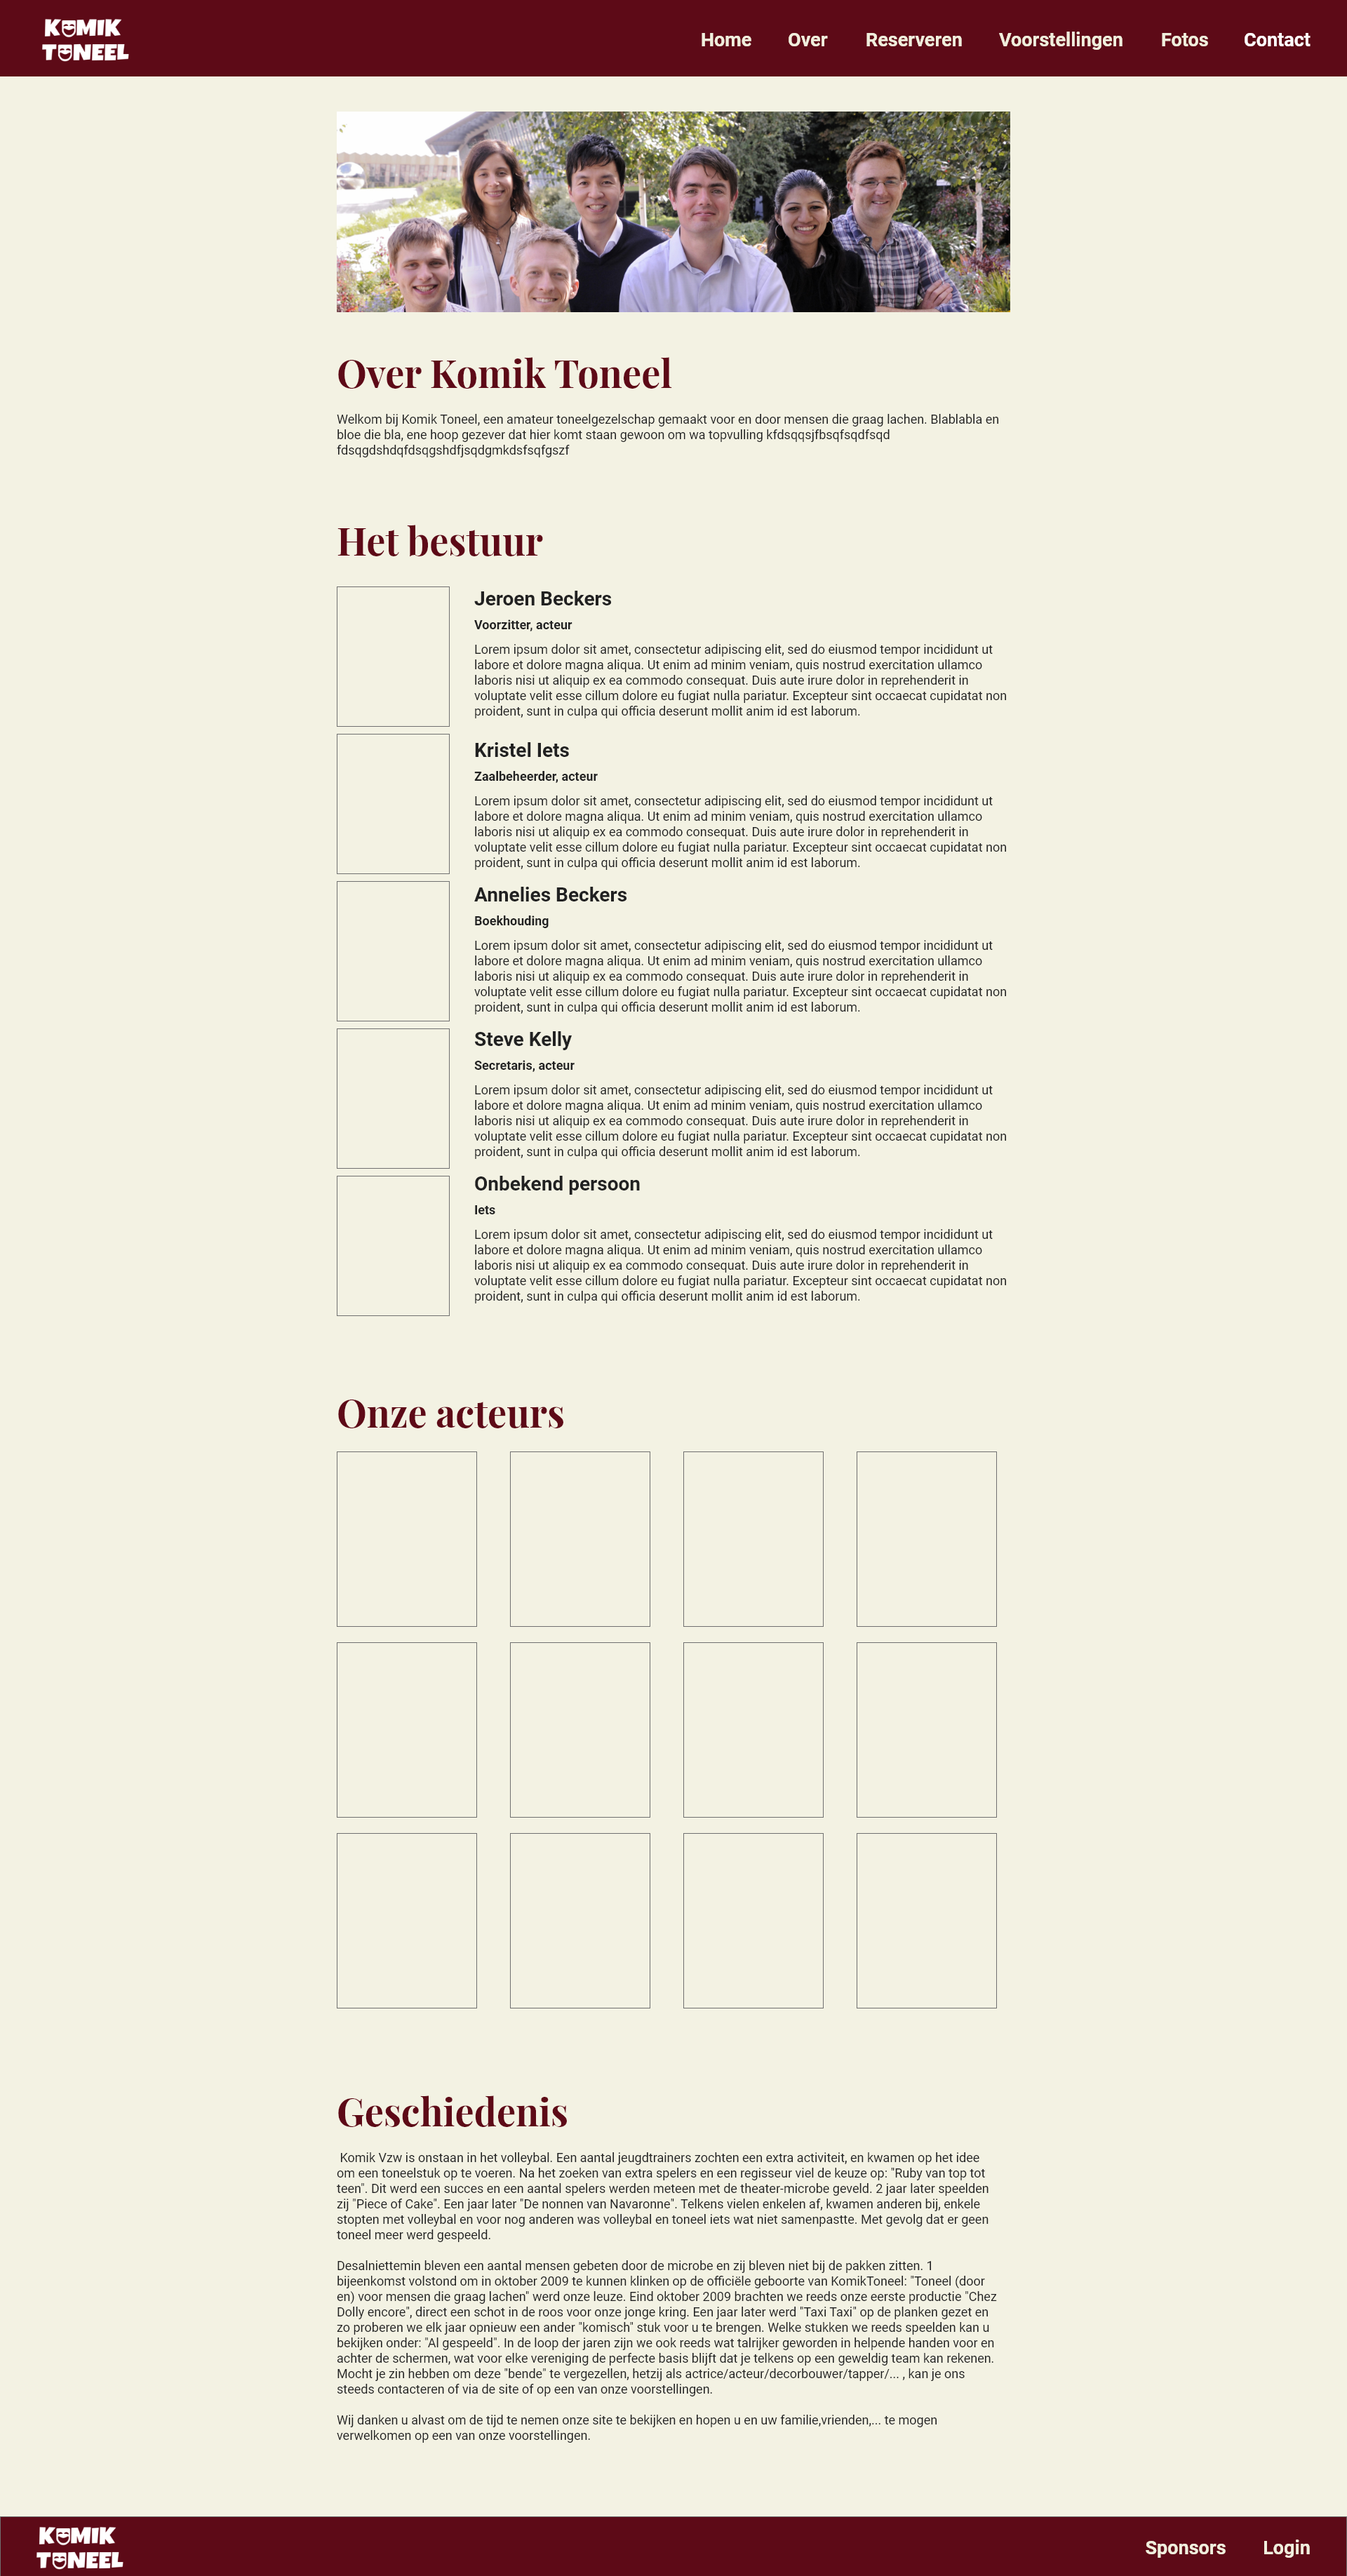 KOMIK
TONEEL
Home Over Reserveren Voorstellingen Fotos Contact
Over Komik Toneel
Welkom bij Komik Toneel, een amateur toneelgezelschap gemaakt voor en door mensen die graag lachen. Blablabla en
bloe die bla, ene hoop gezever dat hier komt staan gewoon om wa topvulling kfdsqqsjfbsqfsqdfsqd
fdsqgdshdqfdsqgshdfjsqdgmkdsfsqfgszf
Het bestuur
Jeroen Beckers
Voorzitter, acteur
Lorem ipsum dolor sit amet, consectetur adipiscing elit, sed do eiusmod tempor incididunt ut
labore et dolore magna aliqua. Ut enim ad minim veniam, quis nostrud exercitation ullamco
laboris nisi ut aliquip ex ea commodo consequat. Duis aute irure dolor in reprehenderit in
voluptate velit esse cillum dolore eu fugiat nulla pariatur. Excepteur sint occaecat cupidatat non
proident, sunt in culpa qui officia deserunt mollit anim id est laborum.
Kristel Iets
Zaalbeheerder, acteur
Lorem ipsum dolor sit amet, consectetur adipiscing elit, sed do eiusmod tempor incididunt ut
labore et dolore magna aliqua. Ut enim ad minim veniam, quis nostrud exercitation ullamco
laboris nisi ut aliquip ex ea commodo consequat. Duis aute irure dolor in reprehenderit in
voluptate velit esse cillum dolore eu fugiat nulla pariatur. Excepteur sint occaecat cupidatat non
proident, sunt in culpa qui officia deserunt mollit anim id est laborum.
Annelies Beckers
Boekhouding
Lorem ipsum dolor sit amet, consectetur adipiscing elit, sed do eiusmod tempor incididunt ut
labore et dolore magna aliqua. Ut enim ad minim veniam, quis nostrud exercitation ullamco
laboris nisi ut aliquip ex ea commodo consequat. Duis aute irure dolor in reprehenderit in
voluptate velit esse cillum dolore eu fugiat nulla pariatur. Excepteur sint occaecat cupidatat non
proident, sunt in culpa qui officia deserunt mollit anim id est laborum.
Steve Kelly
Secretaris, acteur
Lorem ipsum dolor sit amet, consectetur adipiscing elit, sed do eiusmod tempor incididunt ut
labore et dolore magna aliqua. Ut enim ad minim veniam, quis nostrud exercitation ullamco
laboris nisi ut aliquip ex ea commodo consequat. Duis aute irure dolor in reprehenderit in
voluptate velit esse cillum dolore eu fugiat nulla pariatur. Excepteur sint occaecat cupidatat non
proident, sunt in culpa qui officia deserunt mollit anim id est laborum.
Onbekend persoon
Iets
Lorem ipsum dolor sit amet, consectetur adipiscing elit, sed do eiusmod tempor incididunt ut
labore et dolore magna aliqua. Ut enim ad minim veniam, quis nostrud exercitation ullamco
laboris nisi ut aliquip ex ea commodo consequat. Duis aute irure dolor in reprehenderit in
voluptate velit esse cillum dolore eu fugiat nulla pariatur. Excepteur sint occaecat cupidatat non
proident, sunt in culpa qui officia deserunt mollit anim id est laborum.
Onze acteurs
Geschiedenis
Komik Vzw is onstaan in het volleybal. Een aantal jeugdtrainers zochten een extra activiteit, en kwamen op het idee
om een toneelstuk op te voeren. Na het zoeken van extra spelers en een regisseur viel de keuze op: "Ruby van top tot
teen". Dit werd een succes en een aantal spelers werden meteen met de theater-microbe geveld. 2 jaar later speelden
zij "Piece of Cake". Een jaar later "De nonnen van Navaronne". Telkens vielen enkelen af, kwamen anderen bij, enkele
stopten met volleybal en voor nog anderen was volleybal en toneel iets wat niet samenpastte. Met gevolg dat er geen
toneel meer werd gespeeld.
Desalniettemin bleven een aantal mensen gebeten door de microbe en zij bleven niet bij de pakken zitten. 1
bijeenkomst volstond om in oktober 2009 te kunnen klinken op de officiële geboorte van KomikToneel: "Toneel (door
en) voor mensen die graag lachen" werd onze leuze. Eind oktober 2009 brachten we reeds onze eerste productie "Chez
Dolly encore", direct een schot in de roos voor onze jonge kring. Een jaar later werd "Taxi Taxi" op de planken gezet en
zo proberen we elk jaar opnieuw een ander "komisch" stuk voor u te brengen. Welke stukken we reeds speelden kan u
bekijken onder: "Al gespeeld". In de loop der jaren zijn we ook reeds wat talrijker geworden in helpende handen voor en
achter de schermen, wat voor elke vereniging de perfecte basis blijft dat je telkens op een geweldig team kan rekenen.
Mocht je zin hebben om deze "bende" te vergezellen, hetzij als actrice/acteur/decorbouwer/tapper/... , kan je ons
steeds contacteren of via de site of op een van onze voorstellingen.
Wij danken u alvast om de tijd te nemen onze site te bekijken en hopen u en uw familie,vrienden,... te mogen
verwelkomen op een van onze voorstellingen.
KOMIK
TONEEL
Sponsors Login